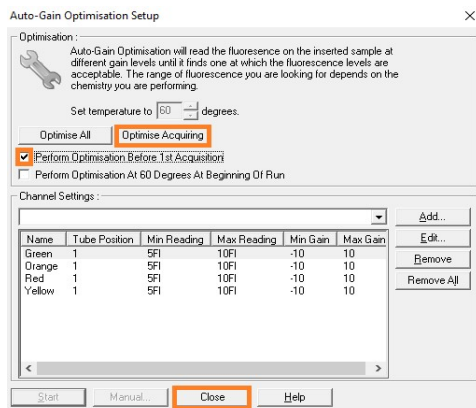 Auto-Gain Optimisation Setup
Optimisation :
Auto-Gain Optimisation will read the fluoresence on the inserted sample at
different gain levels until it finds one at which the fluorescence levels are
acceptable. The range of fluorescence you are looking for depends on the
chemistry you are performing.
Set temperature to 60 degrees.
Optimise All Optimise Acquiring
Perform Optimisation Before 1st Acquisition
Perform Optimisation At 60 Degrees At Beginning Of Run
Channel Settings :
Add...
Name Tube Position Min Reading Max Reading Min Gain Max Gain
Edit...
Green 1 5Fl 10Fl -10 10
Orange 1 5Fl 10Fl -10 10
Remove
Red 1 5Fl 10Fl -10 10
Remove All
Yellow 1 5Fl 10Fl -10 10
Start Manual... Close Help